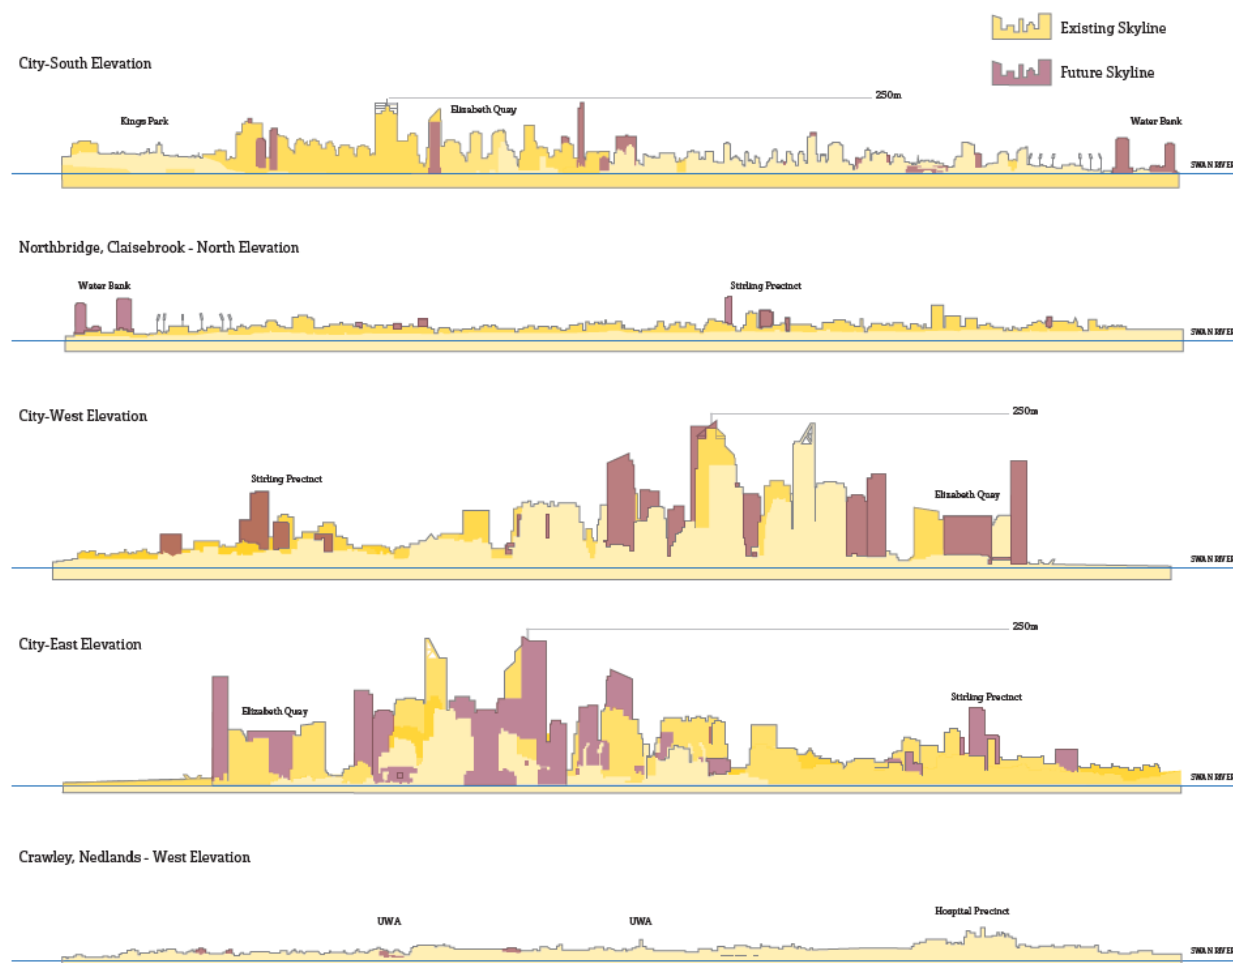 Existing Skyline
Future Skyline
City-South Elevation
250m
Elizabeth Quay
Kings Park
Water Bank
SWAN RIVER
Northbridge, Claisebrook - North Elevation
Water Bank
Stirling Precinct
SWAN RIVER
City-West Elevation
250m
Stirling Precinct
Elizabeth Quay
SWAN RIVER
City-East Elevation
250m
Stirling Precinct
Elizabeth Quay
SWAN RIVER
Crawley, Nedlands - West Elevation
UWA
UWA
Hospital Precinct
SWAN RIVER